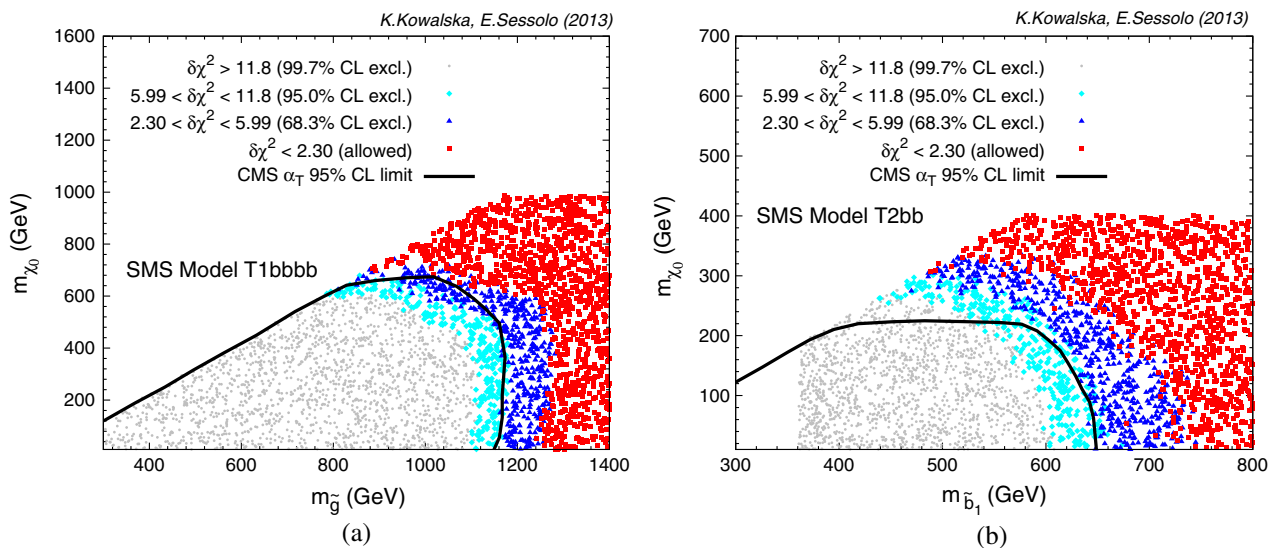 K.Kowalska, E.Sessolo (2013)
1600
1400
1200
1000
800
600
400
200
δχ² > 11.8 (99.7% CL excl.)
5.99 < δχ² < 11.8 (95.0% CL excl.)
2.30 < δχ² < 5.99 (68.3% CL excl.)
δχ² < 2.30 (allowed)
CMS α_T 95% CL limit
SMS Model T1bbbb
m_χ₀ (GeV)
400 600 800 1000 1200 1400
m_g̃ (GeV)
(a)
K.Kowalska, E.Sessolo (2013)
700
600
500
400
300
200
100
δχ² > 11.8 (99.7% CL excl.)
5.99 < δχ² < 11.8 (95.0% CL excl.)
2.30 < δχ² < 5.99 (68.3% CL excl.)
δχ² < 2.30 (allowed)
CMS α_T 95% CL limit
SMS Model T2bb
m_χ₀ (GeV)
300 400 500 600 700 800
m_b̃₁ (GeV)
(b)